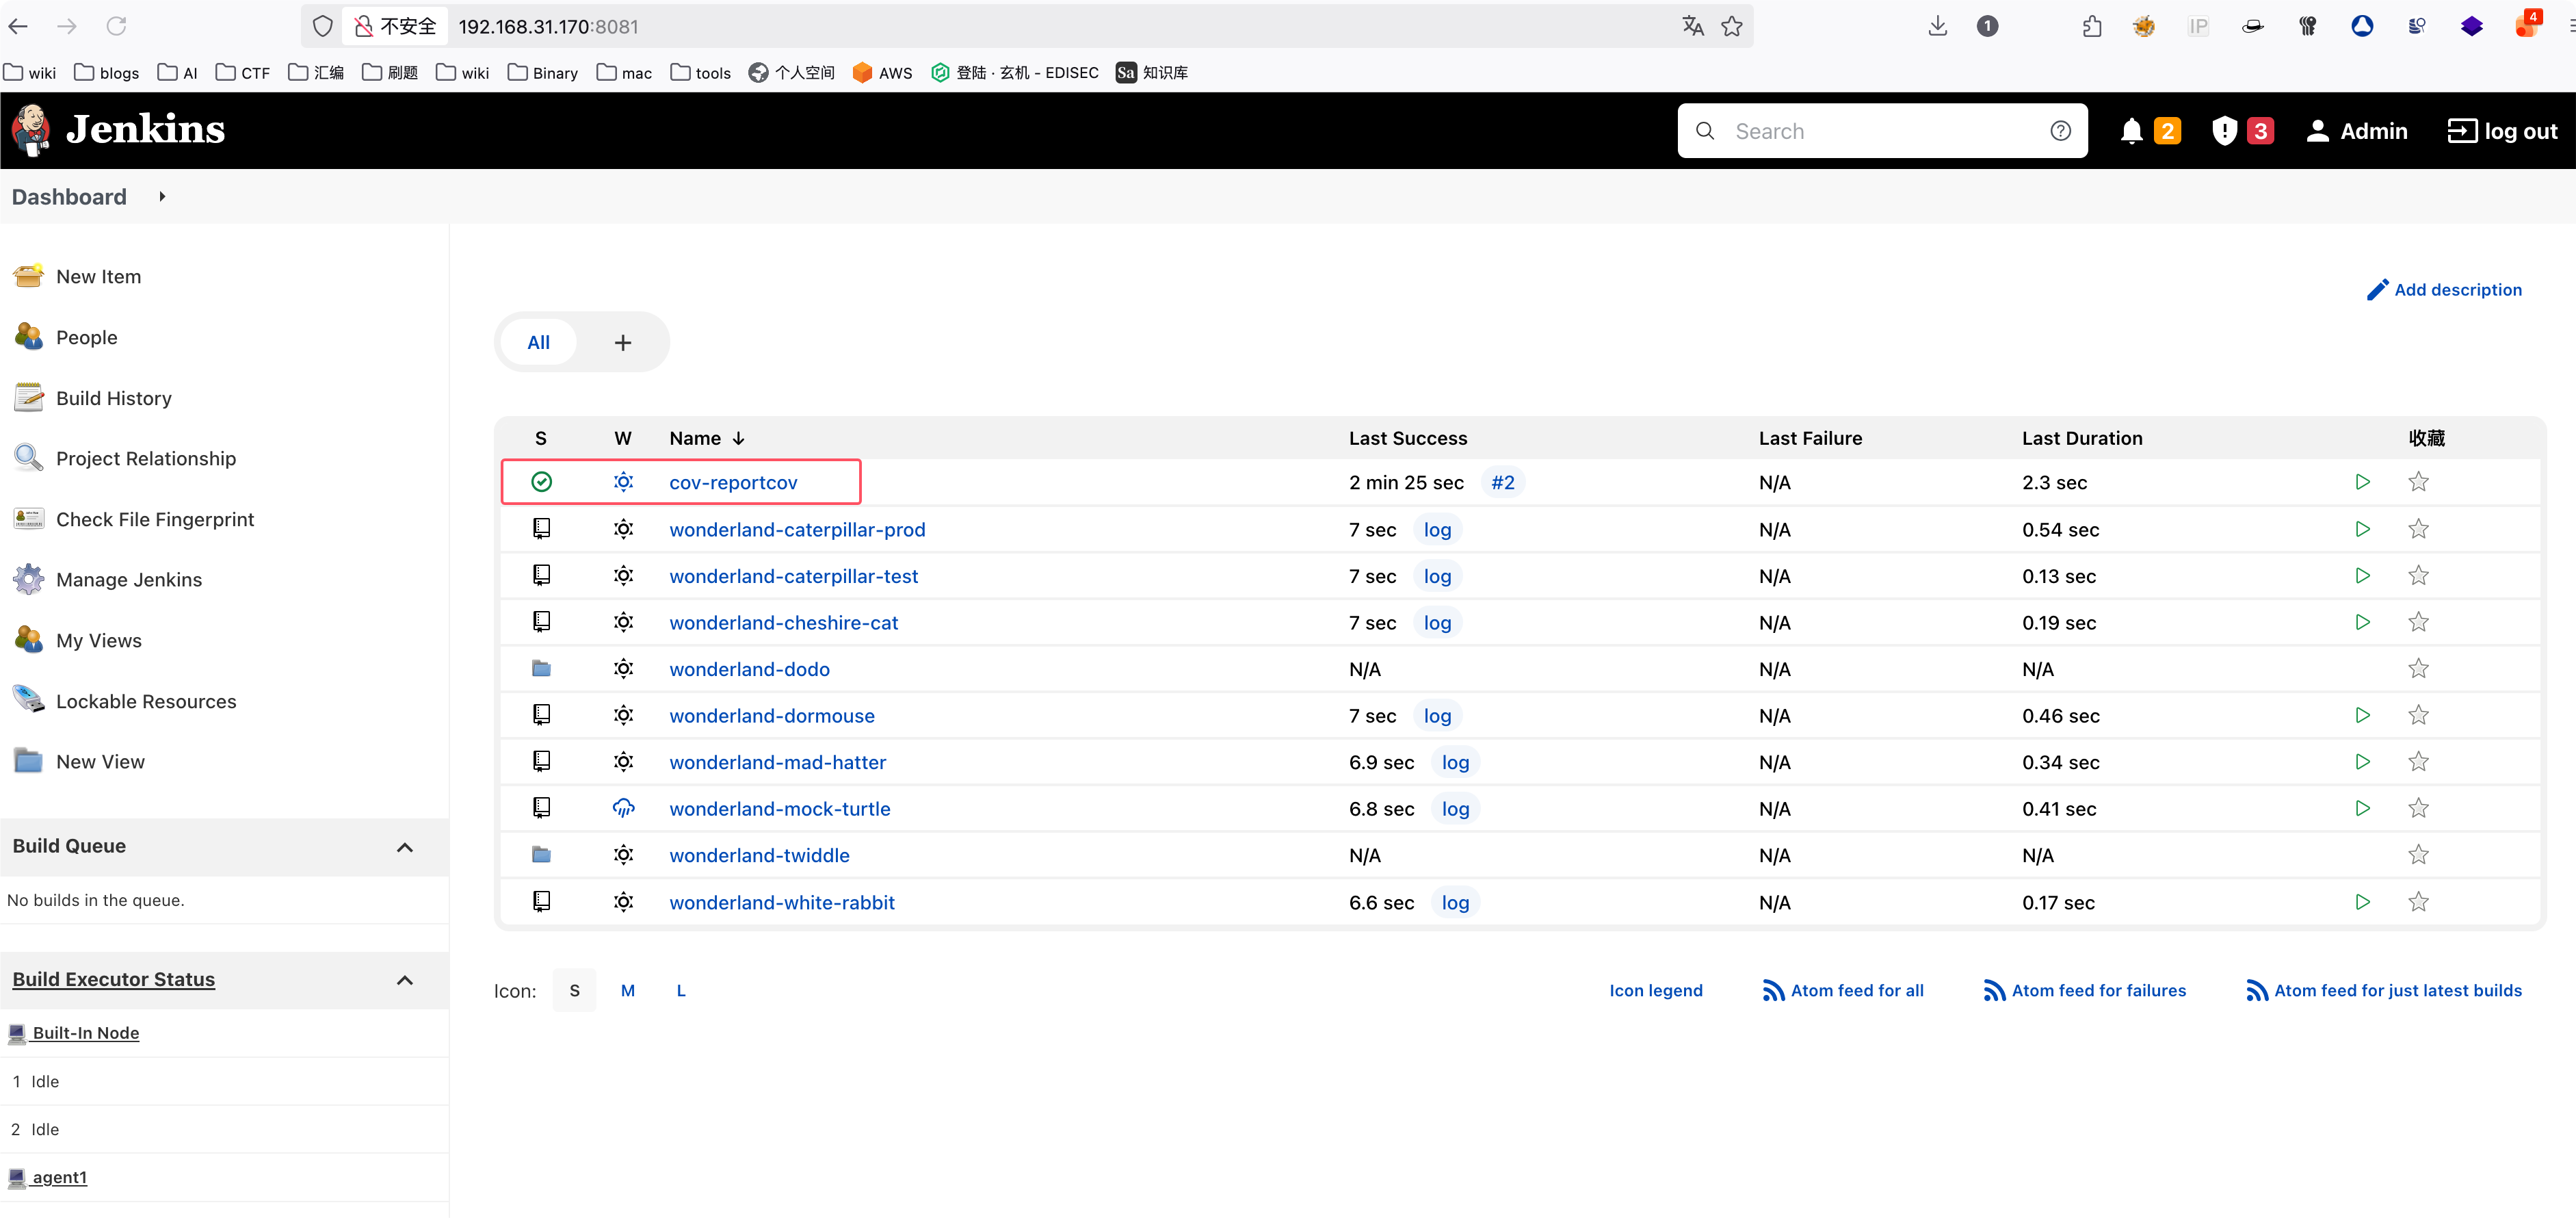 不安全 192.168.31.170:8081 IP 1 4
wiki blogs AI CTF 汇编 刷题 wiki Binary mac tools 个人空间 AWS 登陆 · 玄机 - EDISEC Sa 知识库
Jenkins Search 2 3 Admin log out
Dashboard
New Item
People
Build History
Project Relationship
Check File Fingerprint
Manage Jenkins
My Views
Lockable Resources
New View
Build Queue
No builds in the queue.
Build Executor Status
Built-In Node
1 Idle
2 Idle
agent1
Add description
All +
S W Name ↓ Last Success Last Failure Last Duration 收藏
cov-reportcov 2 min 25 sec #2 N/A 2.3 sec
wonderland-caterpillar-prod 7 sec log N/A 0.54 sec
wonderland-caterpillar-test 7 sec log N/A 0.13 sec
wonderland-cheshire-cat 7 sec log N/A 0.19 sec
wonderland-dodo N/A N/A N/A
wonderland-dormouse 7 sec log N/A 0.46 sec
wonderland-mad-hatter 6.9 sec log N/A 0.34 sec
wonderland-mock-turtle 6.8 sec log N/A 0.41 sec
wonderland-twiddle N/A N/A N/A
wonderland-white-rabbit 6.6 sec log N/A 0.17 sec
Icon: S M L Icon legend Atom feed for all Atom feed for failures Atom feed for just latest builds